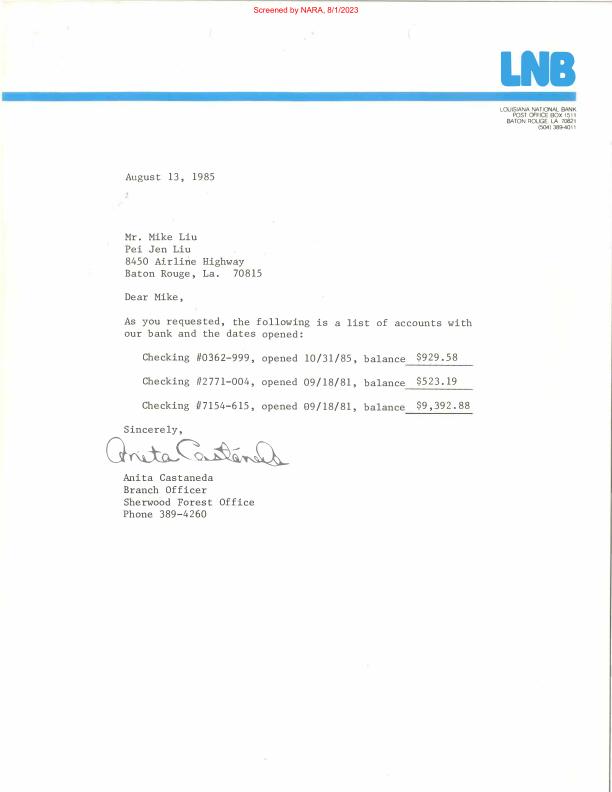 Screened by NARA, 8/1/2023
LNB
LOUISIANA NATIONAL BANK
POST OFFICE BOX 1511
BATON ROUGE, LA 70821
(504) 389-4011
August 13, 1985
Mr. Mike Liu
Pei Jen Liu
8450 Airline Highway
Baton Rouge, La. 70815
Dear Mike,
As you requested, the following is a list of accounts with
our bank and the dates opened:
Checking #0362-999, opened 10/31/85, balance $929.58
Checking #2771-004, opened 09/18/81, balance $523.19
Checking #7154-615, opened 09/18/81, balance $9,392.88
Sincerely,
Anita Castañeda
Anita Castaneda
Branch Officer
Sherwood Forest Office
Phone 389-4260